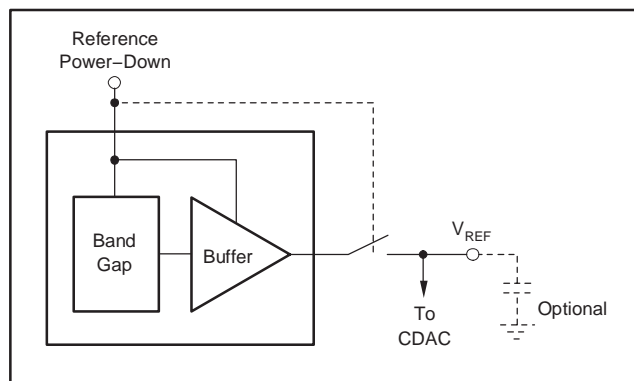 Reference
Power–Down
Band
Gap
Buffer
V_REF
To
CDAC
Optional